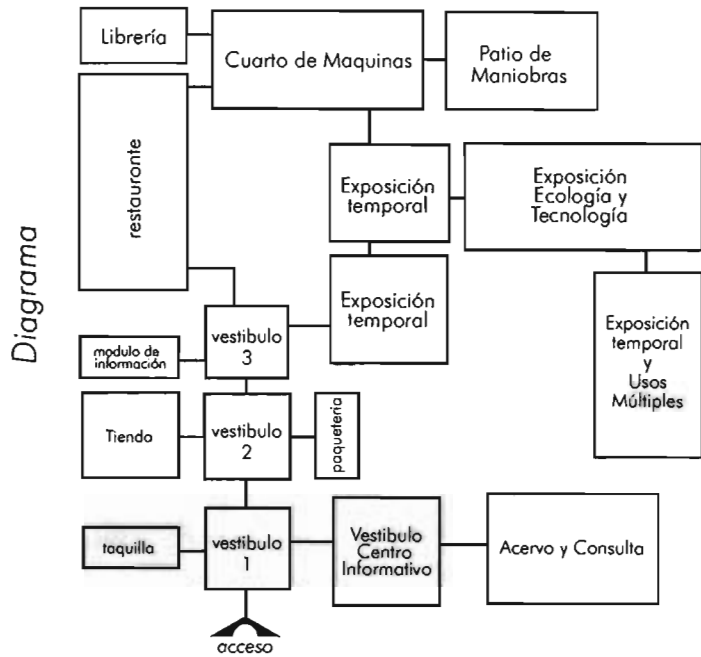 Diagrama
Librería
Cuarto de Maquinas
Patio de
Maniobras
restauronte
Exposición
temporal
Exposición
Ecología y
Tecnología
Exposición
temporal
Exposición
temporal
y
Usos
Múltiples
vestibulo
3
modulo de
información
Tiendo
vestibulo
2
paqueteria
taquilla
vestibulo
1
Vestibulo
Centro
Informativo
Acervo y Consulta
acceso